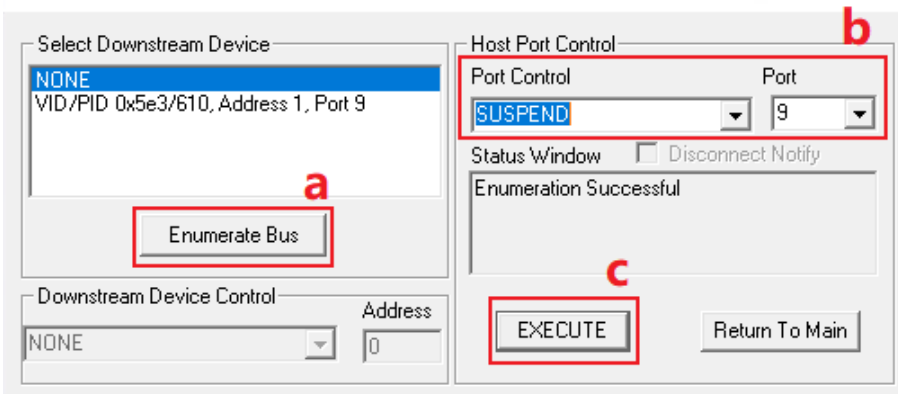 Select Downstream Device
NONE
VID/PID 0x5e3/610, Address 1, Port 9
a
Enumerate Bus
Downstream Device Control
Address
NONE
0
b
Host Port Control
Port Control
Port
SUSPEND
9
Status Window
Disconnect Notify
Enumeration Successful
c
EXECUTE
Return To Main